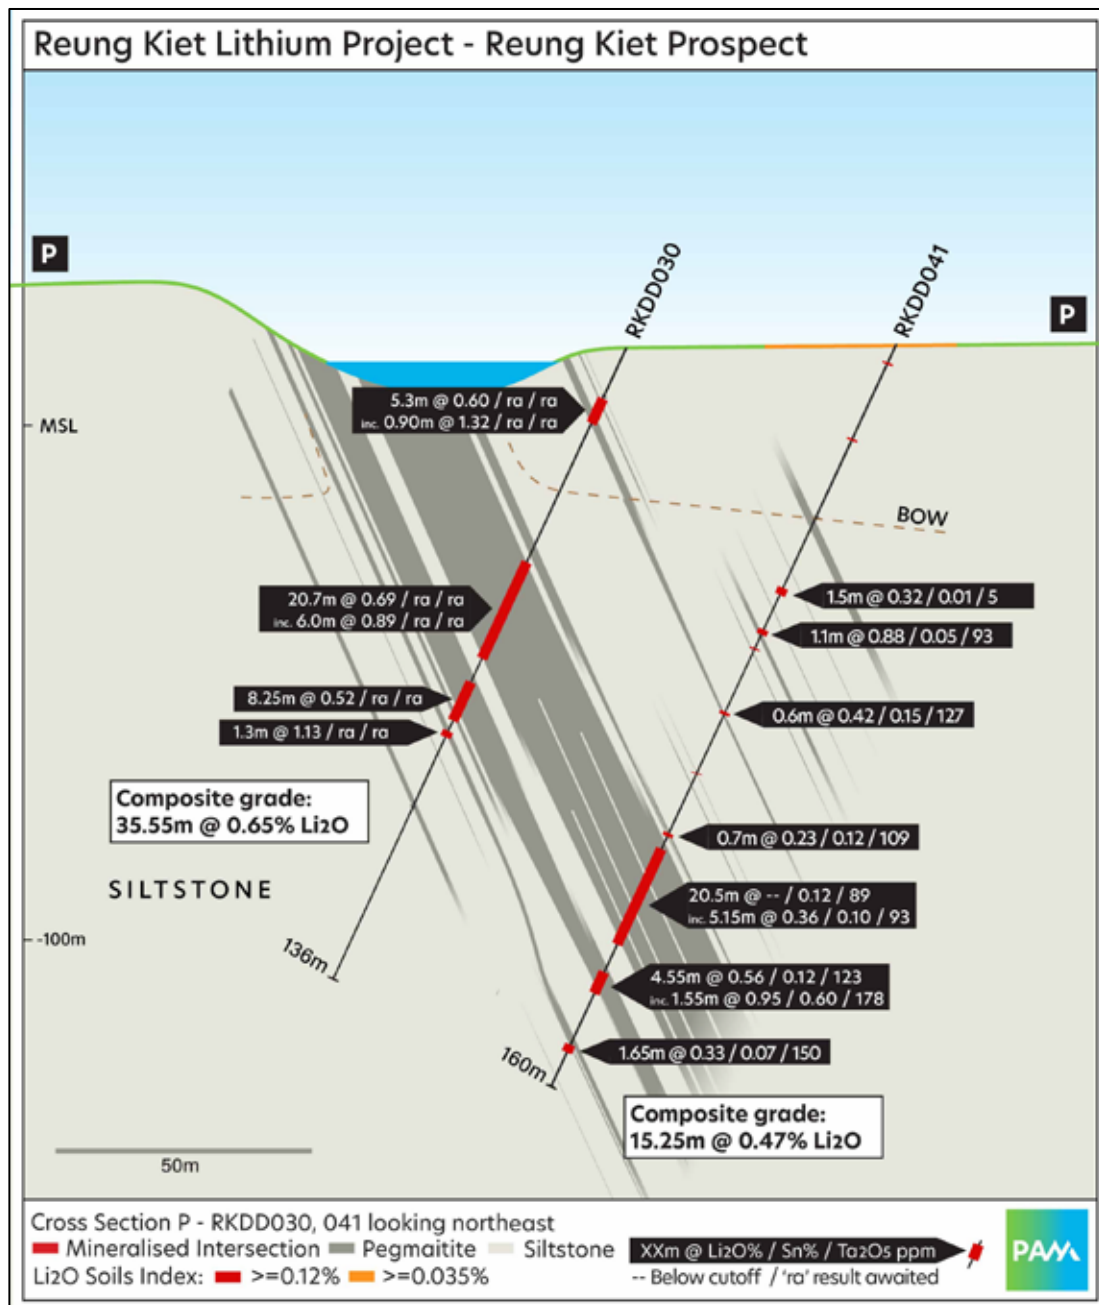 Reung Kiet Lithium Project - Reung Kiet Prospect
P
RKDD030
RKDD041
P
5.3m @ 0.60 / ra / ra
inc. 0.90m @ 1.32 / ra / ra
MSL
BOW
20.7m @ 0.69 / ra / ra
inc. 6.0m @ 0.89 / ra / ra
1.5m @ 0.32 / 0.01 / 5
1.1m @ 0.88 / 0.05 / 93
8.25m @ 0.52 / ra / ra
0.6m @ 0.42 / 0.15 / 127
1.3m @ 1.13 / ra / ra
Composite grade:
35.55m @ 0.65% Li2O
0.7m @ 0.23 / 0.12 / 109
SILTSTONE
20.5m @ -- / 0.12 / 89
inc. 5.15m @ 0.36 / 0.10 / 93
-100m
136m
4.55m @ 0.56 / 0.12 / 123
inc. 1.55m @ 0.95 / 0.60 / 178
1.65m @ 0.33 / 0.07 / 150
160m
Composite grade:
15.25m @ 0.47% Li2O
50m
Cross Section P - RKDD030, 041 looking northeast
Mineralised Intersection Pegmaitite Siltstone
XXm @ Li2O% / Sn% / Ta2O5 ppm
Li2O Soils Index: >=0.12% >=0.035%
-- Below cutoff / 'ra' result awaited
PAM